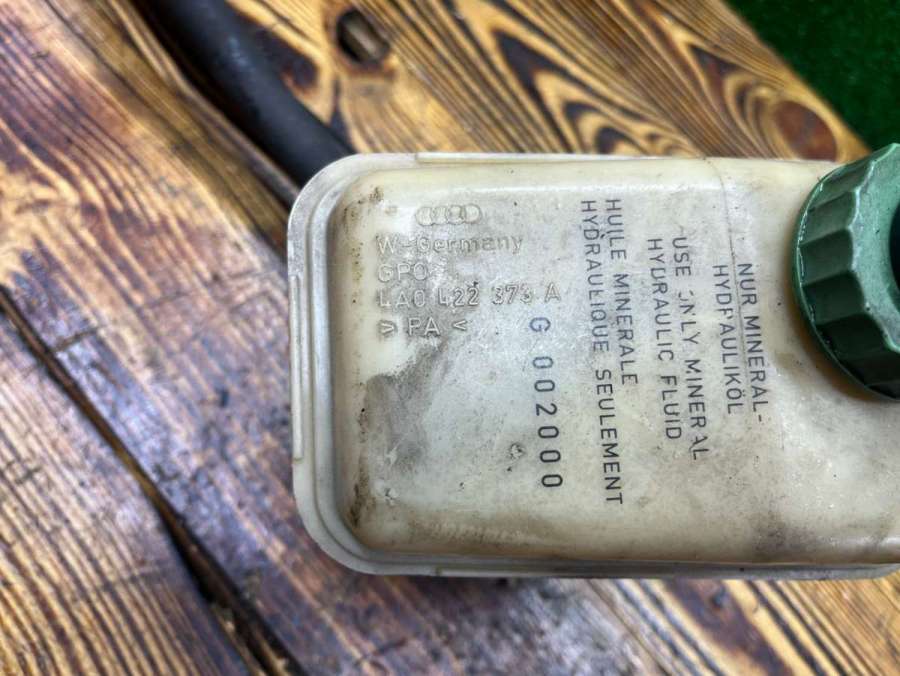 W-Germany
GPO
4A0 422 373 A
> PA <
G 002000
HUILE MINERALE
HYDRAULIQUE SEULEMENT
USE ONLY MINERAL
HYDRAULIC FLUID
NUR MINERAL-
HYDRAULIKÖL